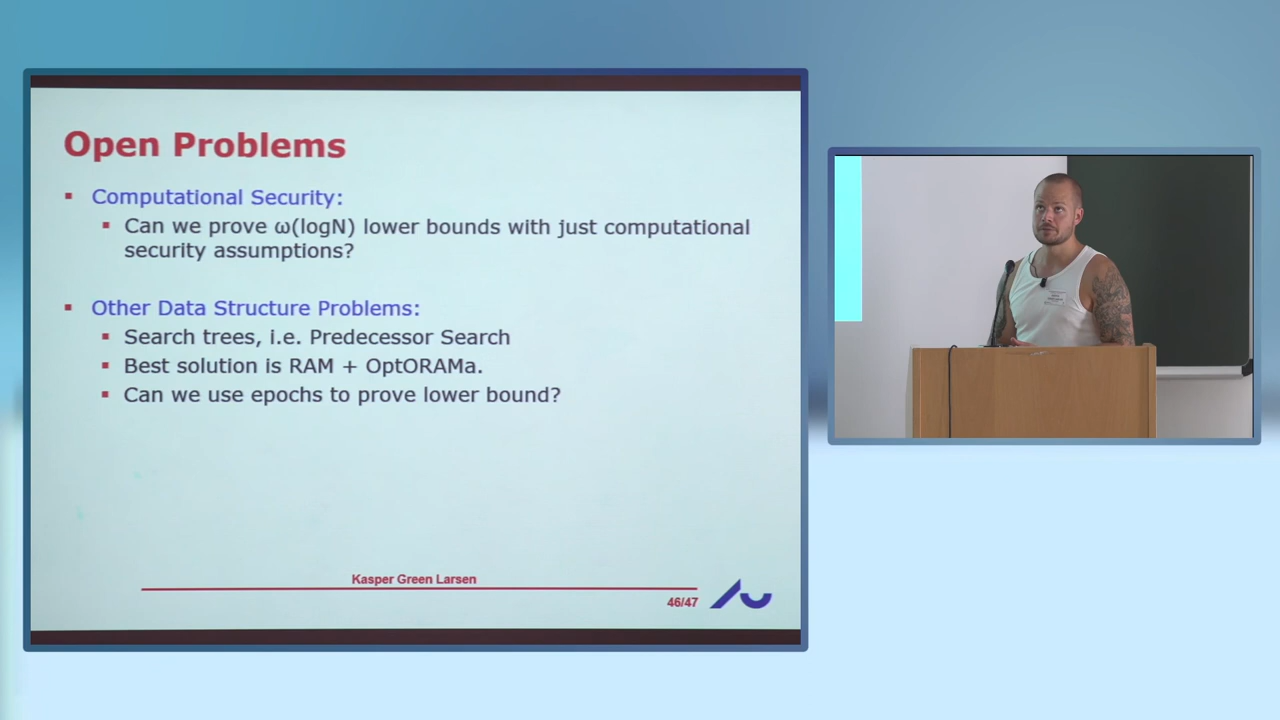 Open Problems
Computational Security:
Can we prove ω(logN) lower bounds with just computational
security assumptions?
Other Data Structure Problems:
Search trees, i.e. Predecessor Search
Best solution is RAM + OptORAMa.
Can we use epochs to prove lower bound?
Kasper Green Larsen
46/47